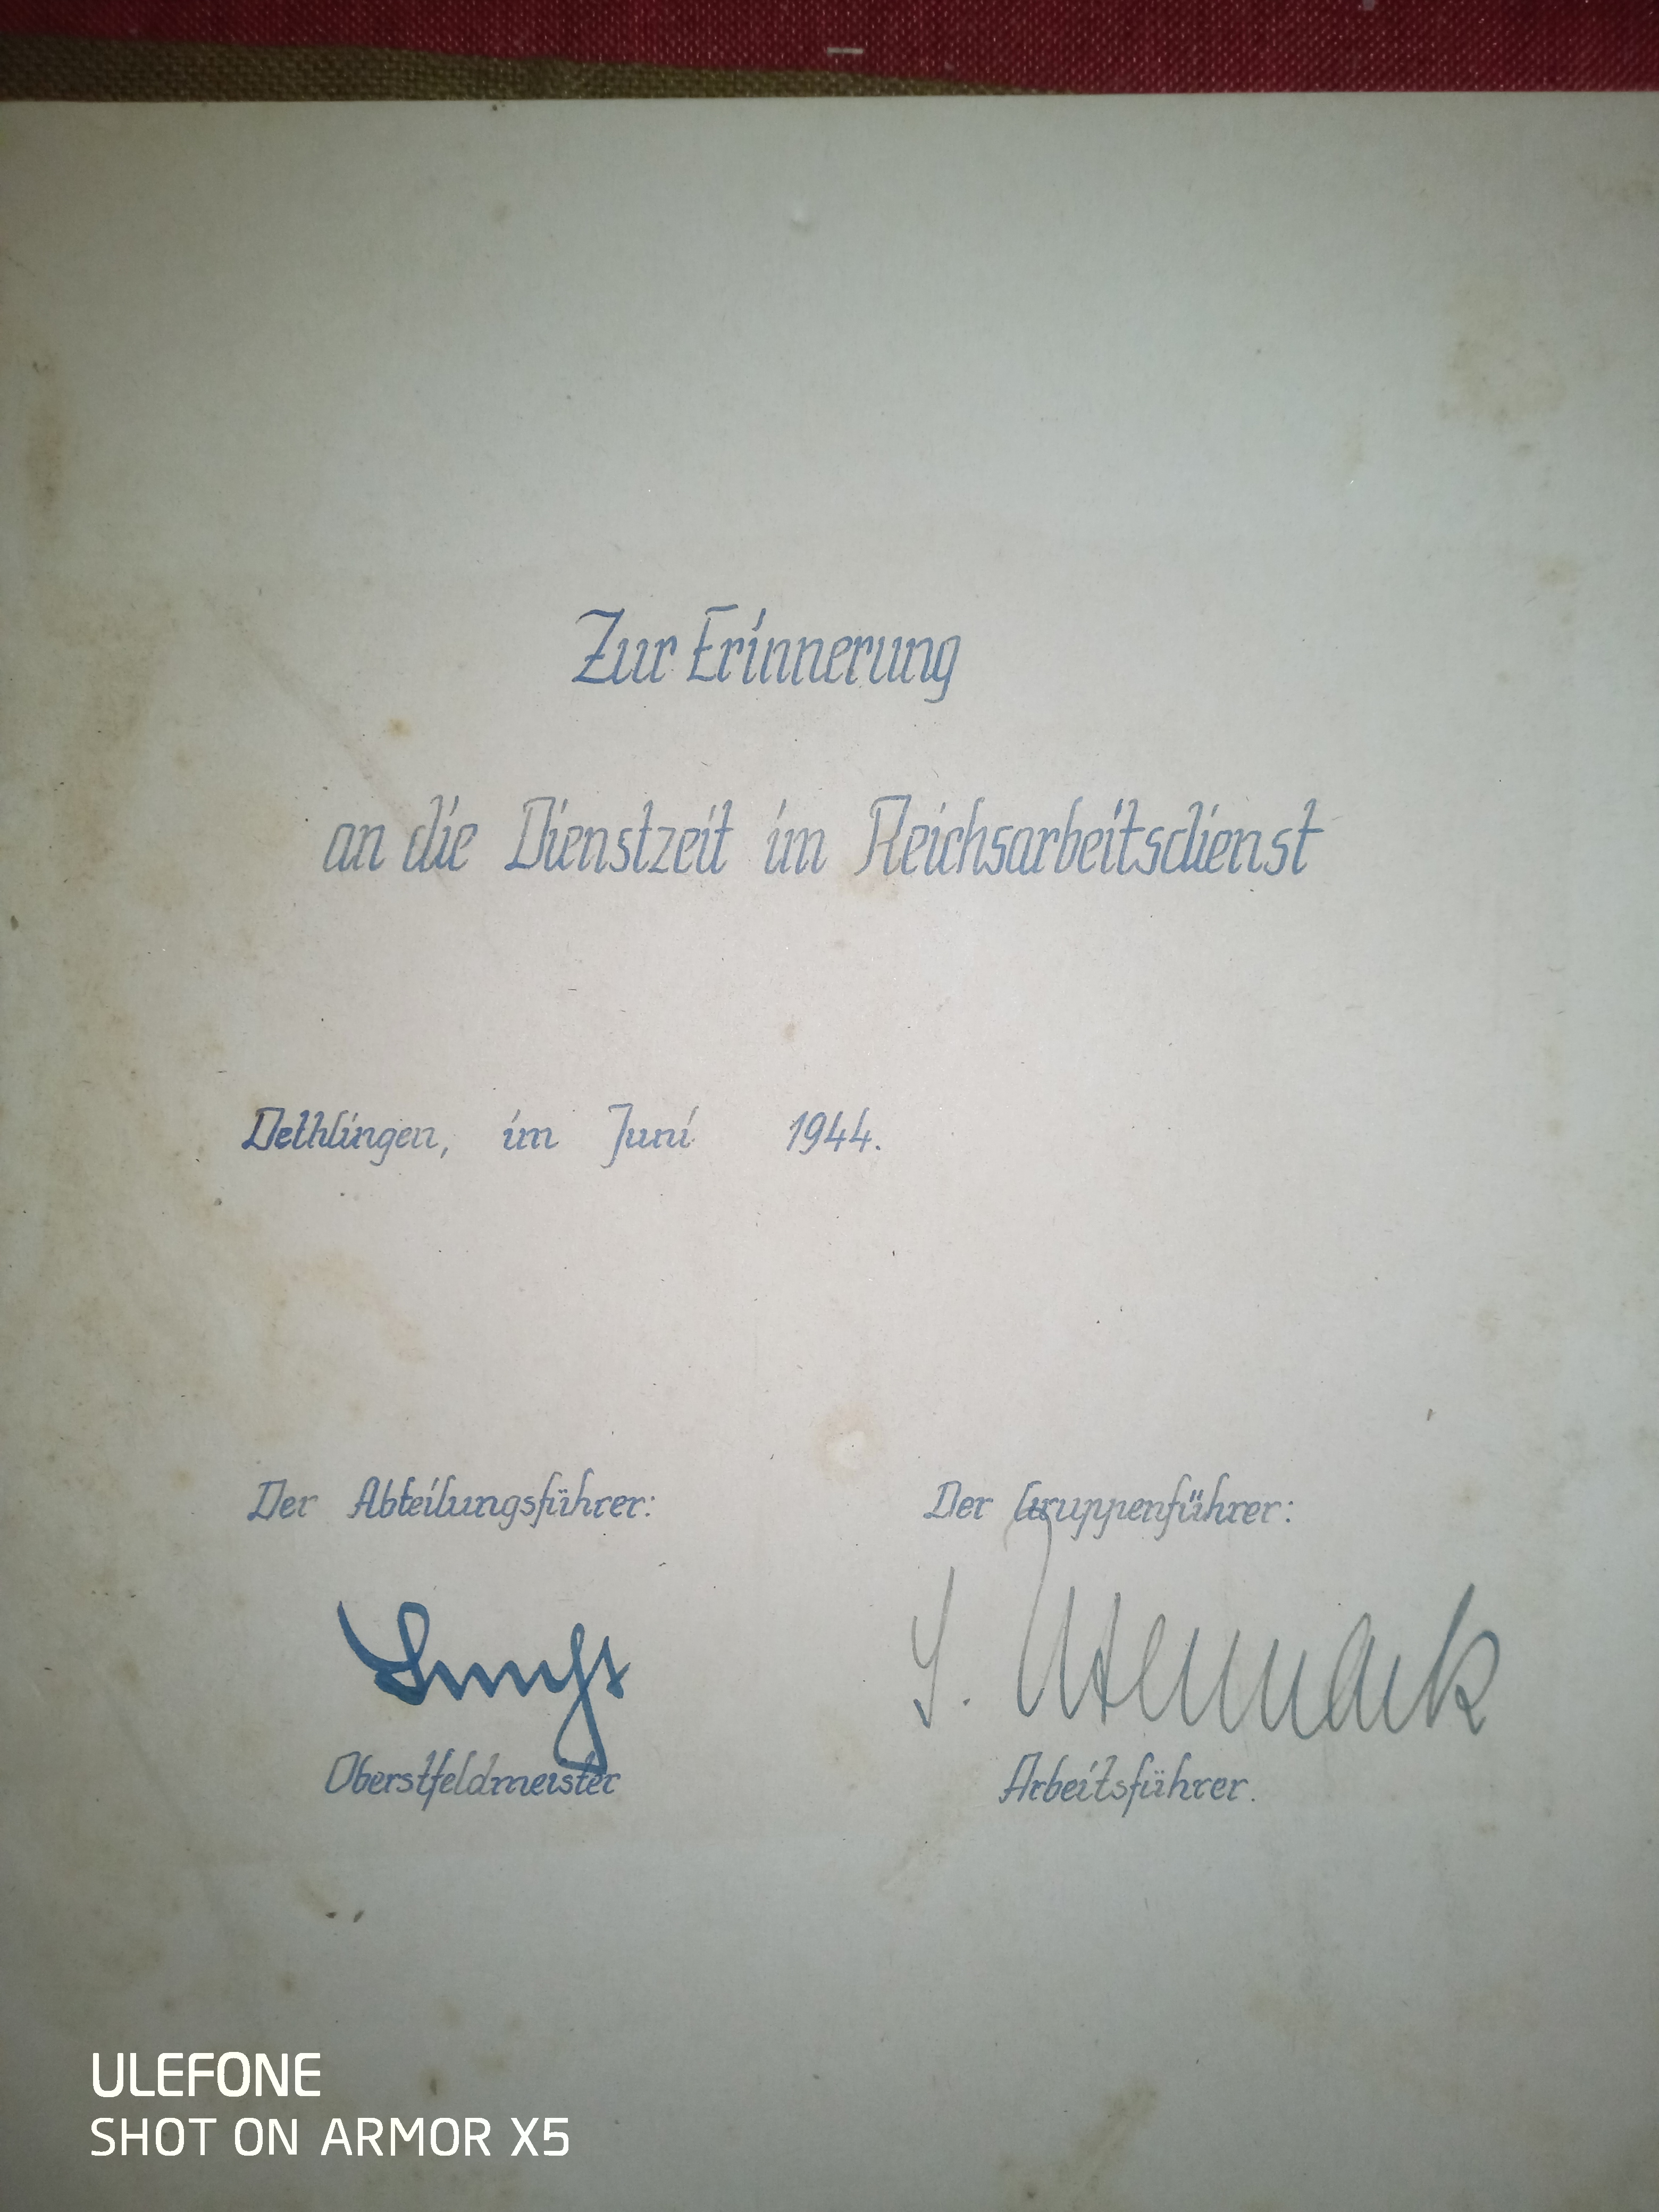 Zur Erinnerung
an die Dienstzeit im Reichsarbeitsdienst
Dethlingen, im Juni 1944.
Der Abteilungsführer: Der Gruppenführer:
Oberstfeldmeister Arbeitsführer.
ULEFONE
SHOT ON ARMOR X5